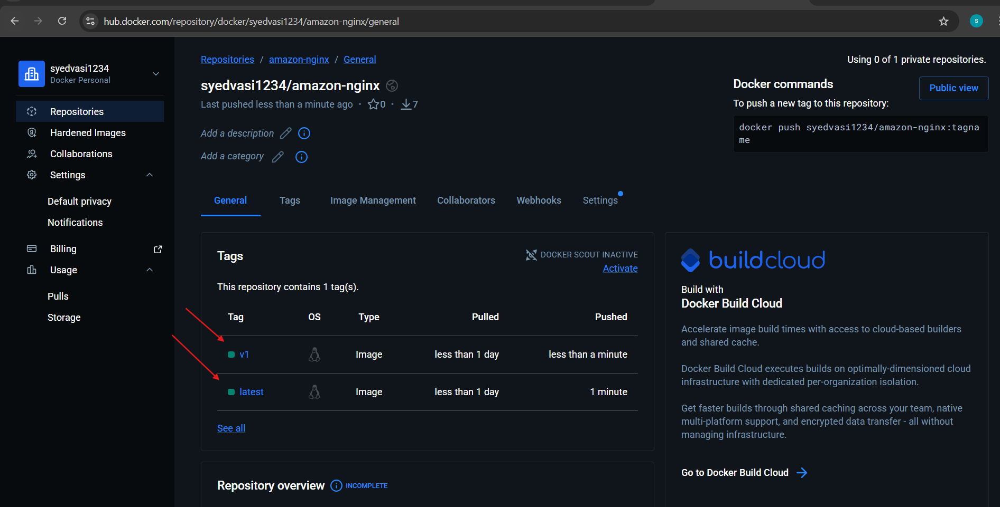 hub.docker.com/repository/docker/syedvasi1234/amazon-nginx/general
S
syedvasi1234
Docker Personal
Repositories
Hardened Images
Collaborations
Settings
Default privacy
Notifications
Billing
Usage
Pulls
Storage
Repositories / amazon-nginx / General
Using 0 of 1 private repositories.
syedvasi1234/amazon-nginx
Last pushed less than a minute ago • 0 • 7
Add a description
Add a category
Docker commands
Public view
To push a new tag to this repository:
docker push syedvasi1234/amazon-nginx:tagna
me
General Tags Image Management Collaborators Webhooks Settings
Tags
DOCKER SCOUT INACTIVE
Activate
This repository contains 1 tag(s).
Tag OS Type Pulled Pushed
v1 Image less than 1 day less than a minute
latest Image less than 1 day 1 minute
See all
Repository overview INCOMPLETE
buildcloud
Build with
Docker Build Cloud
Accelerate image build times with access to cloud-based builders
and shared cache.
Docker Build Cloud executes builds on optimally-dimensioned cloud
infrastructure with dedicated per-organization isolation.
Get faster builds through shared caching across your team, native
multi-platform support, and encrypted data transfer - all without
managing infrastructure.
Go to Docker Build Cloud